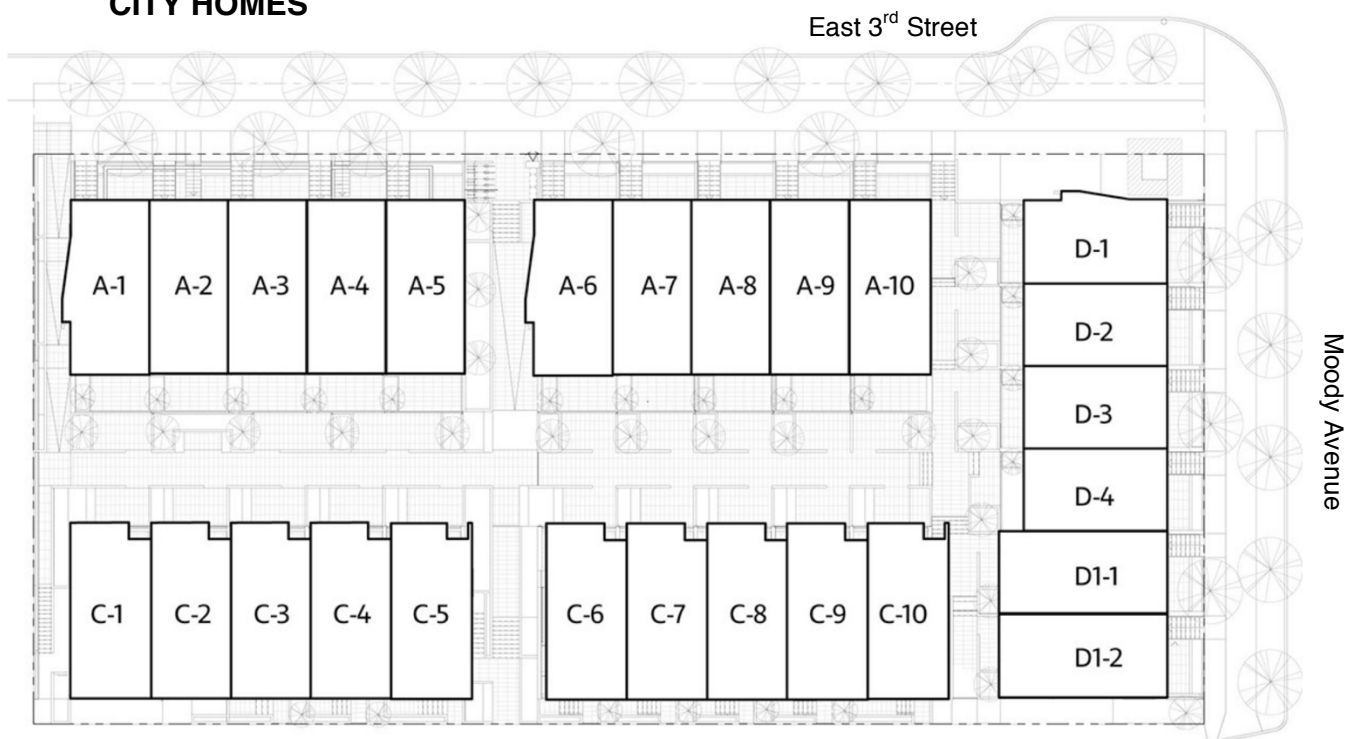 CITY HOMES
East 3rd Street
A-1 A-2 A-3 A-4 A-5 A-6 A-7 A-8 A-9 A-10
D-1
D-2
D-3
D-4
D1-1
D1-2
C-1 C-2 C-3 C-4 C-5 C-6 C-7 C-8 C-9 C-10
Moody Avenue